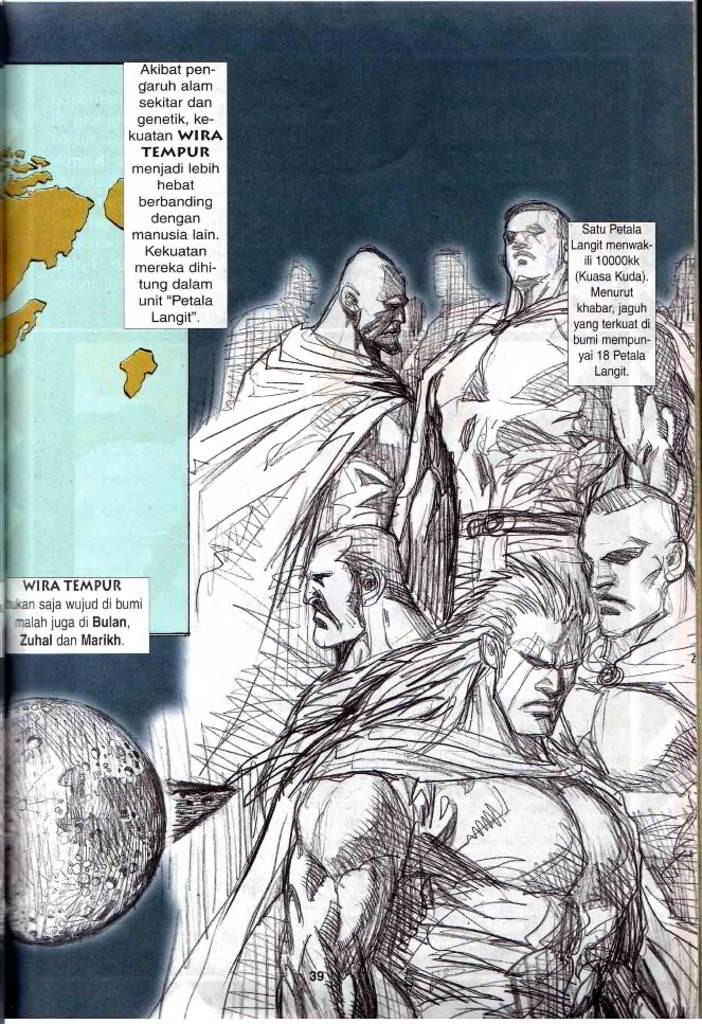 Akibat pen-
garuh alam
sekitar dan
genetik, ke-
kuatan WIRA
TEMPUR
menjadi lebih
hebat
berbanding
dengan
manusia lain.
Kekuatan
mereka dihi-
tung dalam
unit “Petala
Langit”.
Satu Petala
Langit menwak-
ili 10000kk
(Kuasa Kuda).
Menurut
khabar, jaguh
yang terkuat di
bumi mempun-
yai 18 Petala
Langit.
WIRA TEMPUR
bukan saja wujud di bumi
malah juga di Bulan,
Zuhal dan Marikh.
39